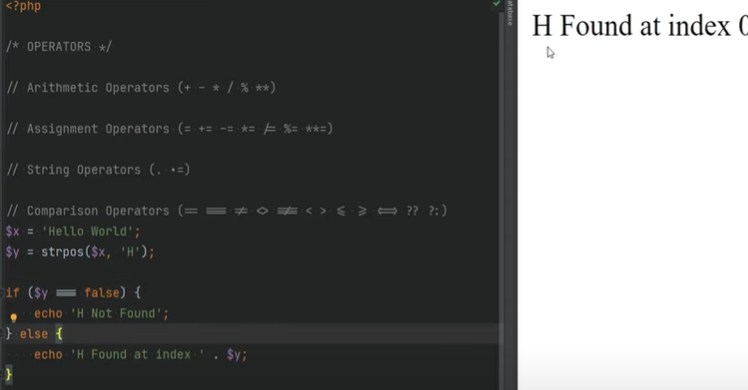 <?php
/* OPERATORS */
// Arithmetic Operators (+ - * / % **)
// Assignment Operators (= += -= *= /= %= **=)
// String Operators (. .=)
// Comparison Operators (== === != <> !== < > <= >= <=> ?? ?:)
$x = 'Hello World';
$y = strpos($x, 'H');
if ($y === false) {
echo 'H Not Found';
} else {
echo 'H Found at index ' . $y;
}
H Found at index 0